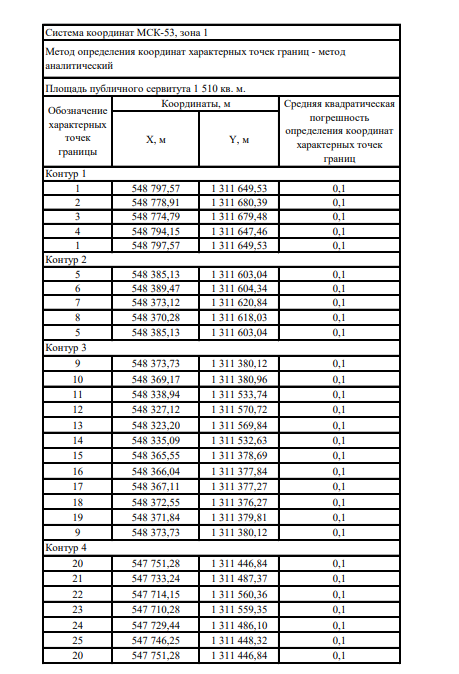 Система координат МСК-53, зона 1
Метод определения координат характерных точек границ - метод
аналитический
Площадь публичного сервитута 1 510 кв. м.
Обозначение характерных точек границы Координаты, м Средняя квадратическая погрешность определения координат характерных точек границ
X, м Y, м
Контур 1
1 548 797,57 1 311 649,53 0,1
2 548 778,91 1 311 680,39 0,1
3 548 774,79 1 311 679,48 0,1
4 548 794,15 1 311 647,46 0,1
1 548 797,57 1 311 649,53 0,1
Контур 2
5 548 385,13 1 311 603,04 0,1
6 548 389,47 1 311 604,34 0,1
7 548 373,12 1 311 620,84 0,1
8 548 370,28 1 311 618,03 0,1
5 548 385,13 1 311 603,04 0,1
Контур 3
9 548 373,73 1 311 380,12 0,1
10 548 369,17 1 311 380,96 0,1
11 548 338,94 1 311 533,74 0,1
12 548 327,12 1 311 570,72 0,1
13 548 323,20 1 311 569,84 0,1
14 548 335,09 1 311 532,63 0,1
15 548 365,55 1 311 378,69 0,1
16 548 366,04 1 311 377,84 0,1
17 548 367,11 1 311 377,27 0,1
18 548 372,55 1 311 376,27 0,1
19 548 371,84 1 311 379,81 0,1
9 548 373,73 1 311 380,12 0,1
Контур 4
20 547 751,28 1 311 446,84 0,1
21 547 733,24 1 311 487,37 0,1
22 547 714,15 1 311 560,36 0,1
23 547 710,28 1 311 559,35 0,1
24 547 729,44 1 311 486,10 0,1
25 547 746,25 1 311 448,32 0,1
20 547 751,28 1 311 446,84 0,1